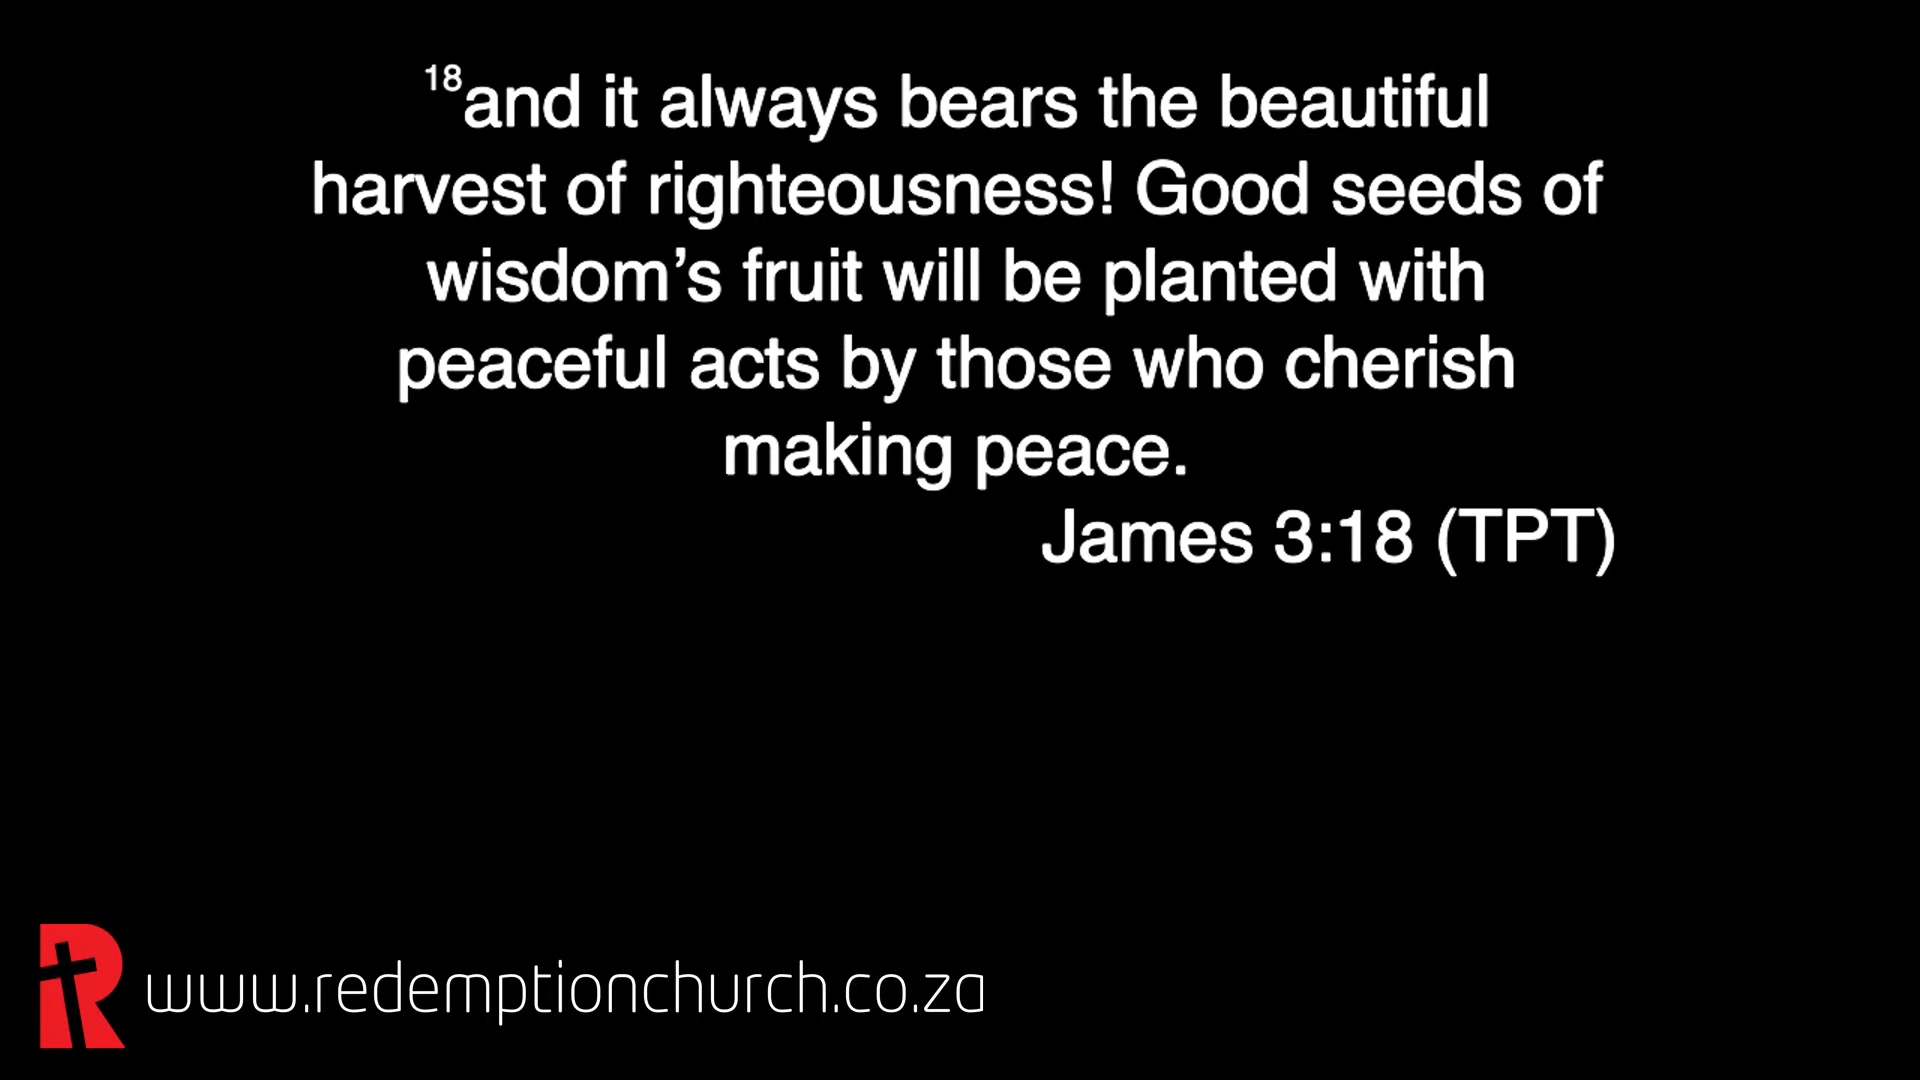 18and it always bears the beautiful
harvest of righteousness! Good seeds of
wisdom’s fruit will be planted with
peaceful acts by those who cherish
making peace.
James 3:18 (TPT)
www.redemptionchurch.co.za